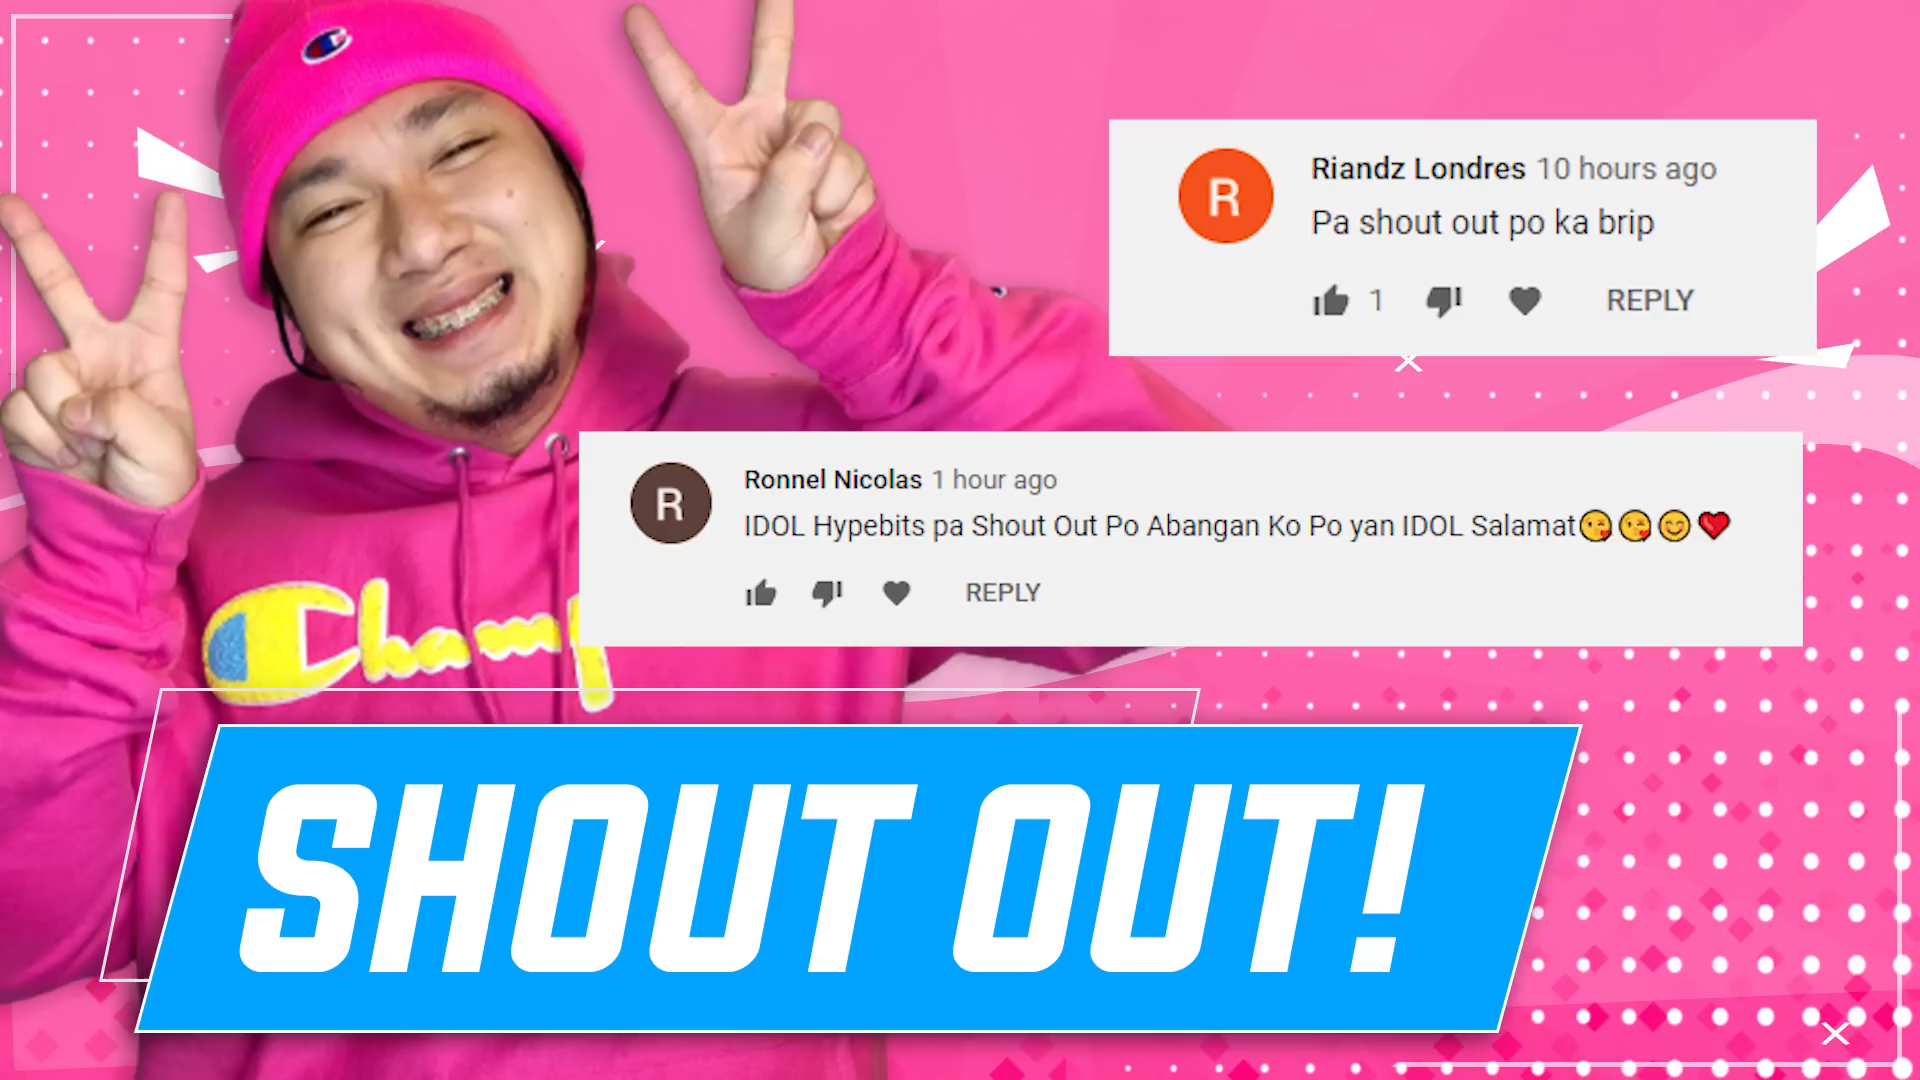 Riandz Londres 10 hours ago
Pa shout out po ka brip
1
REPLY
R
Ronnel Nicolas 1 hour ago
IDOL Hypebits pa Shout Out Po Abangan Ko Po yan IDOL Salamat😘😘😊❤️
REPLY
R
Champ
SHOUT OUT!